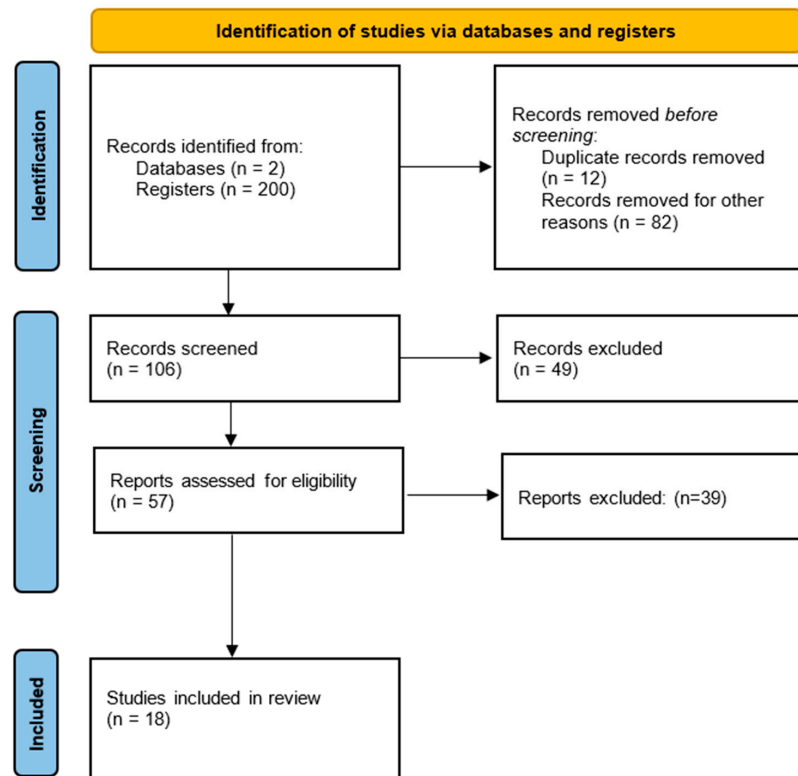 Identification of studies via databases and registers
Identification
Records identified from:
Databases (n = 2)
Registers (n = 200)
Records removed before
screening:
Duplicate records removed
(n = 12)
Records removed for other
reasons (n = 82)
Screening
Records screened
(n = 106)
Records excluded
(n = 49)
Reports assessed for eligibility
(n = 57)
Reports excluded: (n=39)
Included
Studies included in review
(n = 18)